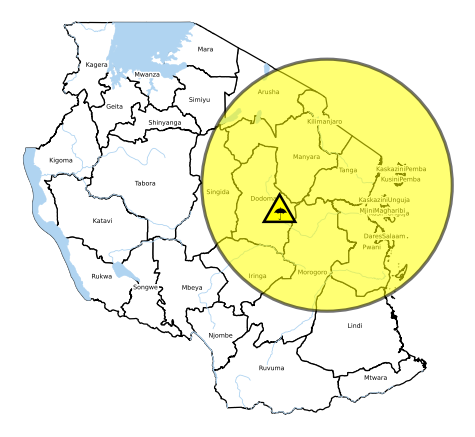 Mara
Kagera
Mwanza
Arusha
Simiyu
Geita
Shinyanga
Kilimanjaro
Manyara
Kigoma
Tanga
KaskaziniPemba
KusiniPemba
Tabora
Singida
Dodoma
KaskaziniUnguja
MjiniMagharibi
Katavi
DaresSalaam
Pwani
Rukwa
Iringa
Morogoro
Songwe
Mbeya
Lindi
Njombe
Ruvuma
Mtwara